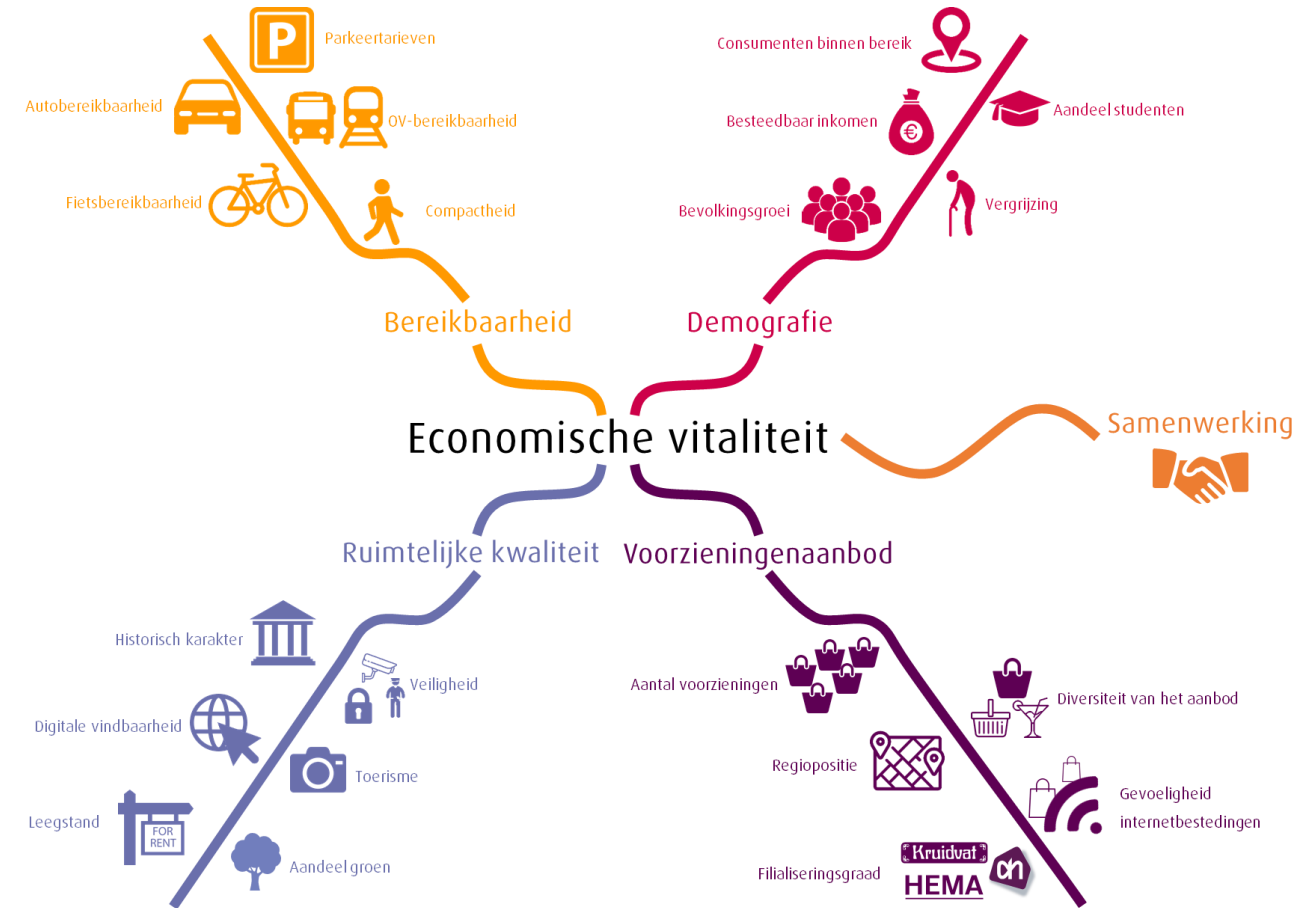 P
Parkeertarieven
Autobereikbaarheid
OV-bereikbaarheid
Fietsbereikbaarheid
Compactheid
Bereikbaarheid
Consumenten binnen bereik
Besteedbaar inkomen
€
Aandeel studenten
Bevolkingsgroei
Vergrijzing
Demografie
Economische vitaliteit
Samenwerking
Ruimtelijke kwaliteit
Historisch karakter
Veiligheid
Digitale vindbaarheid
Toerisme
Leegstand
FOR
RENT
Aandeel groen
Voorzieningenaanbod
Aantal voorzieningen
Diversiteit van het aanbod
Regiopositie
Gevoeligheid
internetbestedingen
Filialiseringsgraad
Kruidvat
HEMA
ah